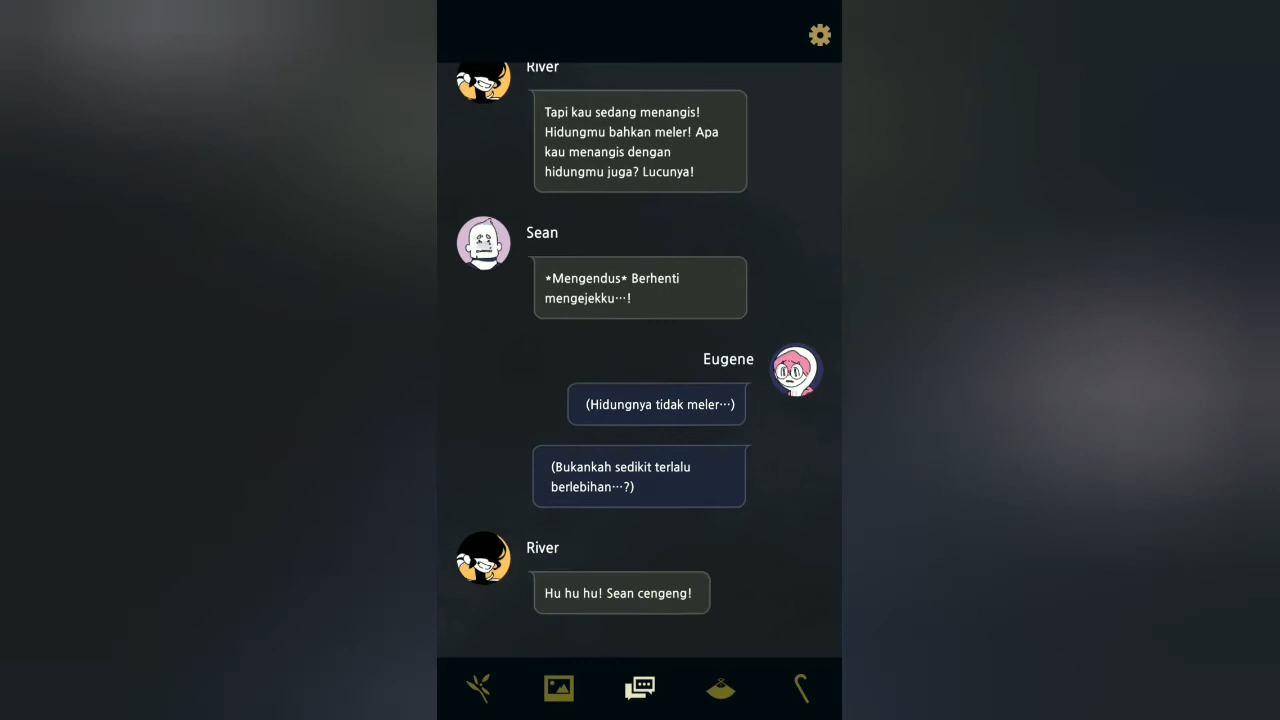 River
Tapi kau sedang menangis!
Hidungmu bahkan meler! Apa
kau menangis dengan
hidungmu juga? Lucunya!
Sean
*Mengendus* Berhenti
mengejekku…!
Eugene
(Hidungnya tidak meler…)
(Bukankah sedikit terlalu
berlebihan…?)
River
Hu hu hu! Sean cengeng!